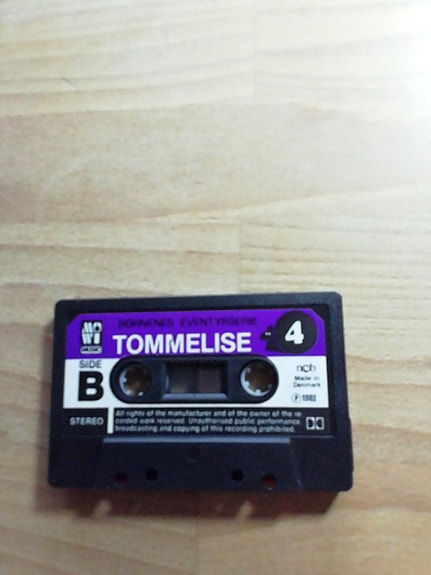 BØRNENES EVENTYRSERIE
4
TOMMELISE
SIDE
B
ncb
Made in
Denmark
℗ 1983
STEREO
All rights of the manufacturer and of the owner of the re
corded work reserved. Unauthorised public performance,
broadcasting and copying of this recording prohibited.